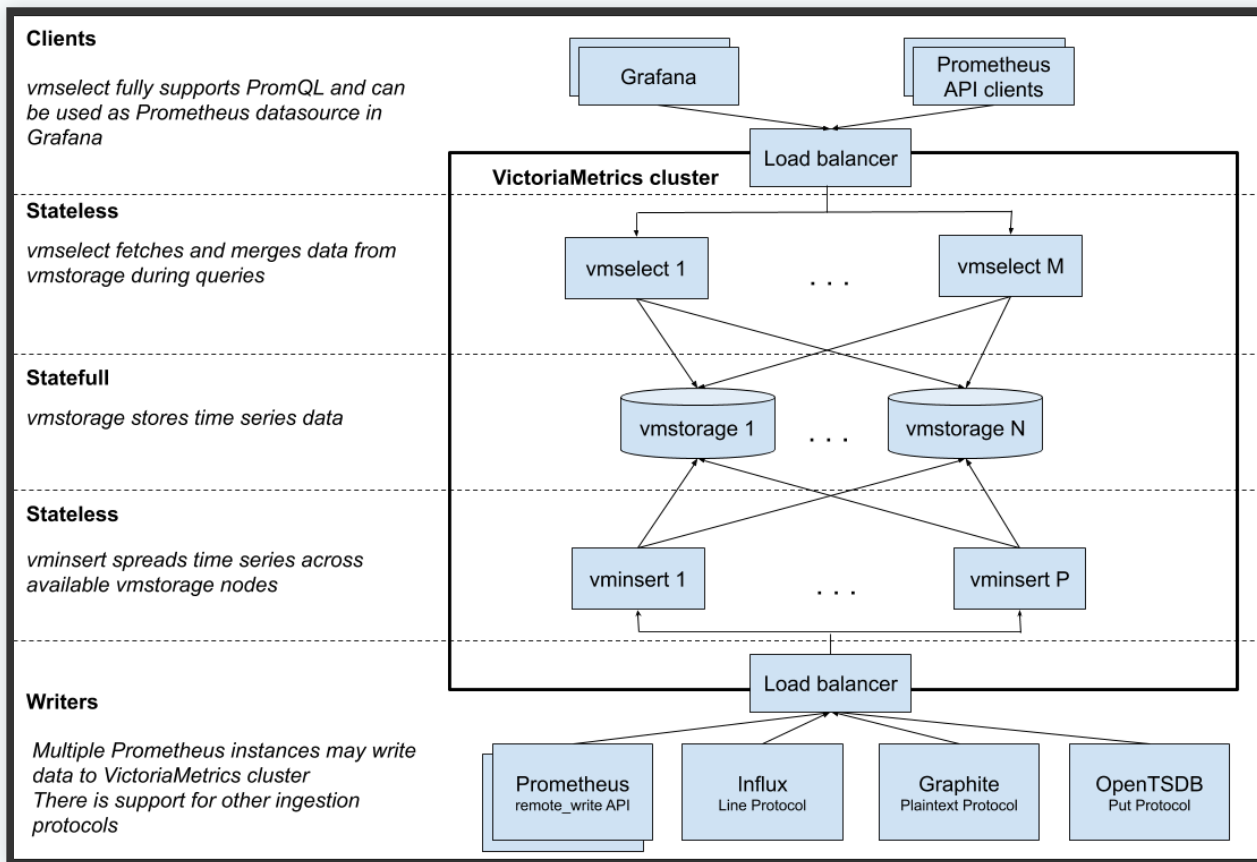 Clients
vmselect fully supports PromQL and can
be used as Prometheus datasource in
Grafana
Grafana
Prometheus
API clients
Load balancer
VictoriaMetrics cluster
Stateless
vmselect fetches and merges data from
vmstorage during queries
vmselect 1
. . .
vmselect M
Statefull
vmstorage stores time series data
vmstorage 1
. . .
vmstorage N
Stateless
vminsert spreads time series across
available vmstorage nodes
vminsert 1
. . .
vminsert P
Load balancer
Writers
Multiple Prometheus instances may write
data to VictoriaMetrics cluster
There is support for other ingestion
protocols
Prometheus
remote_write API
Influx
Line Protocol
Graphite
Plaintext Protocol
OpenTSDB
Put Protocol